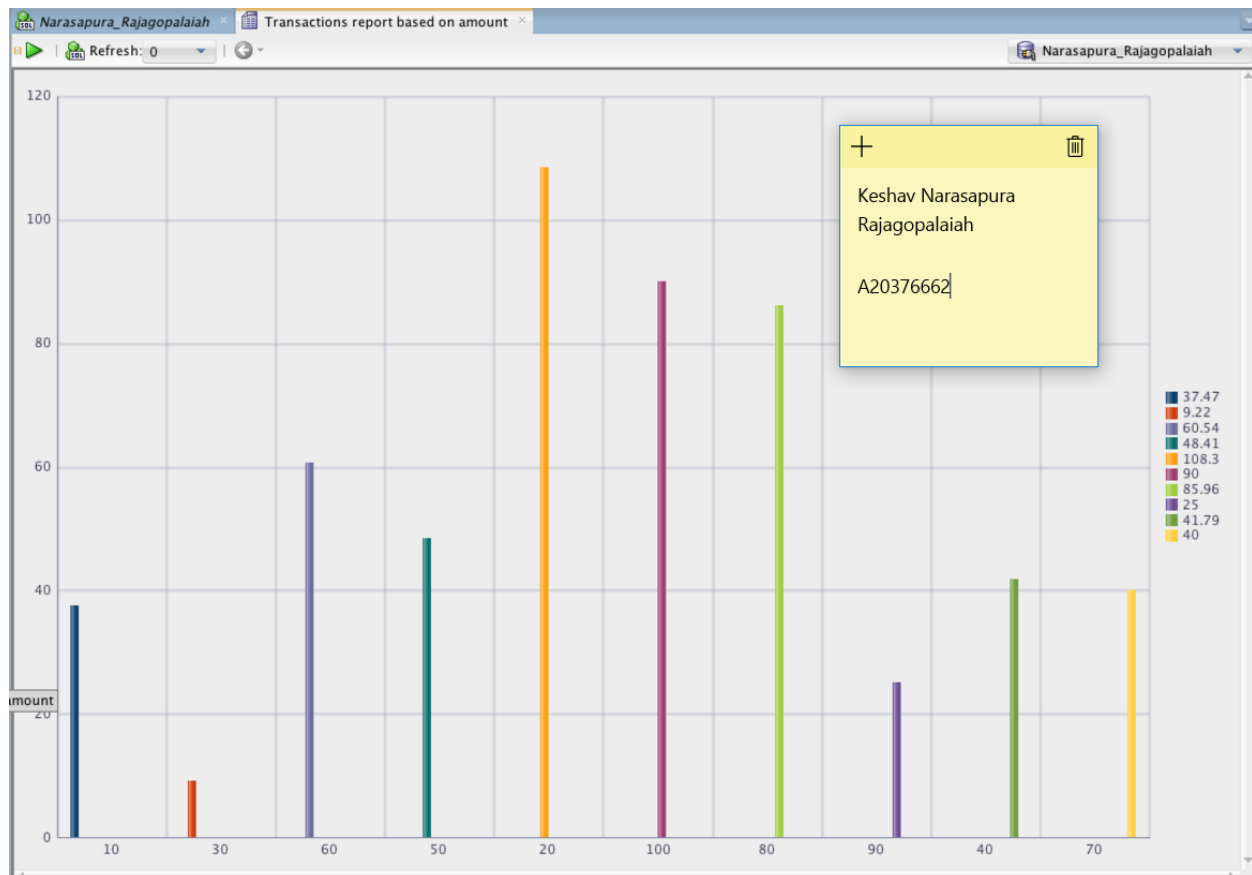 Narasapura_Rajagopalaiah
Transactions report based on amount
Refresh: 0
Narasapura_Rajagopalaiah
120
100
80
60
40
20
0
mount
Keshav Narasapura
Rajagopalaiah
A20376662
37.47
9.22
60.54
48.41
108.3
90
85.96
25
41.79
40
10 30 60 50 20 100 80 90 40 70